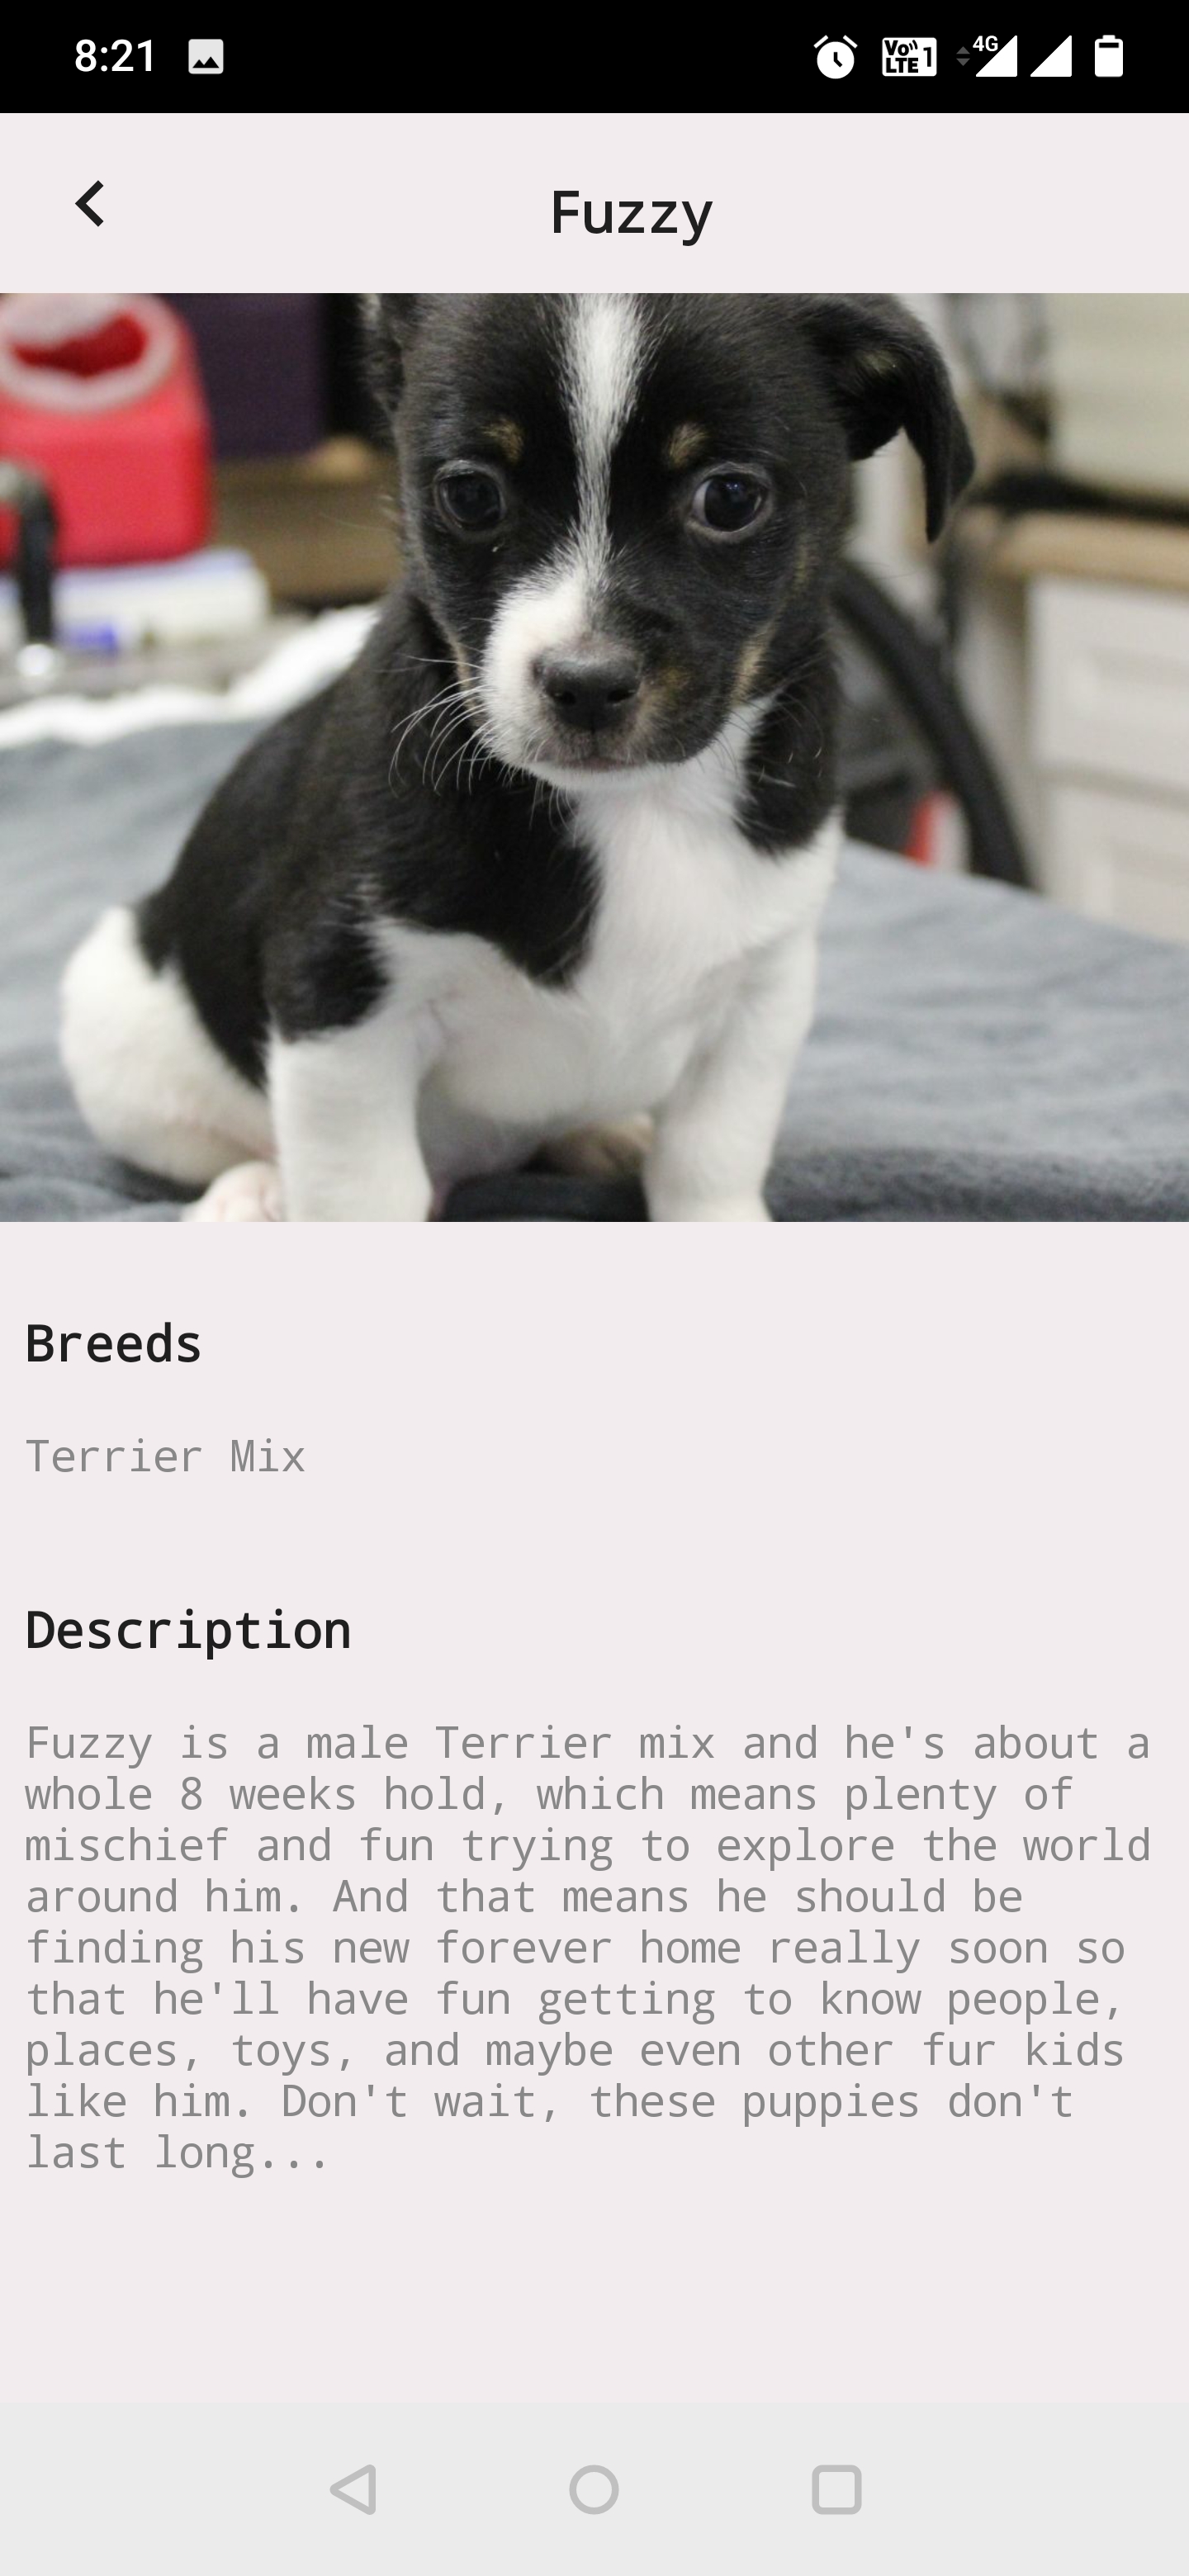 8:21
VoLTE 1
4G
Fuzzy
Breeds
Terrier Mix
Description
Fuzzy is a male Terrier mix and he's about a
whole 8 weeks hold, which means plenty of
mischief and fun trying to explore the world
around him. And that means he should be
finding his new forever home really soon so
that he'll have fun getting to know people,
places, toys, and maybe even other fur kids
like him. Don't wait, these puppies don't
last long...